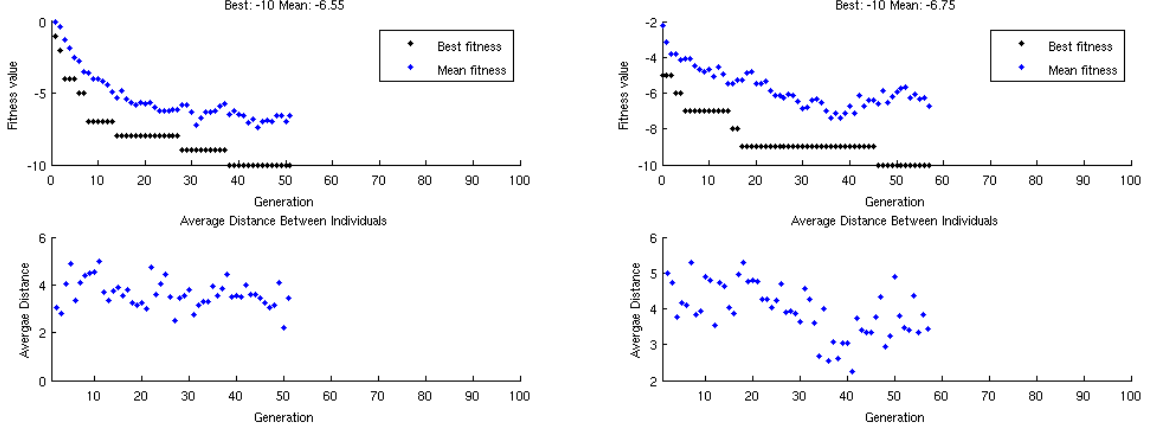 Best: -10 Mean: -6.55
Fitness value
0
-5
-10
Best fitness
Mean fitness
0 10 20 30 40 50 60 70 80 90 100
Generation
Average Distance Between Individuals
Avergae Distance
6
4
2
0
10 20 30 40 50 60 70 80 90 100
Generation
Best: -10 Mean: -6.75
Fitness value
-2
-4
-6
-8
-10
Best fitness
Mean fitness
0 10 20 30 40 50 60 70 80 90 100
Generation
Average Distance Between Individuals
Avergae Distance
6
5
4
3
2
10 20 30 40 50 60 70 80 90 100
Generation